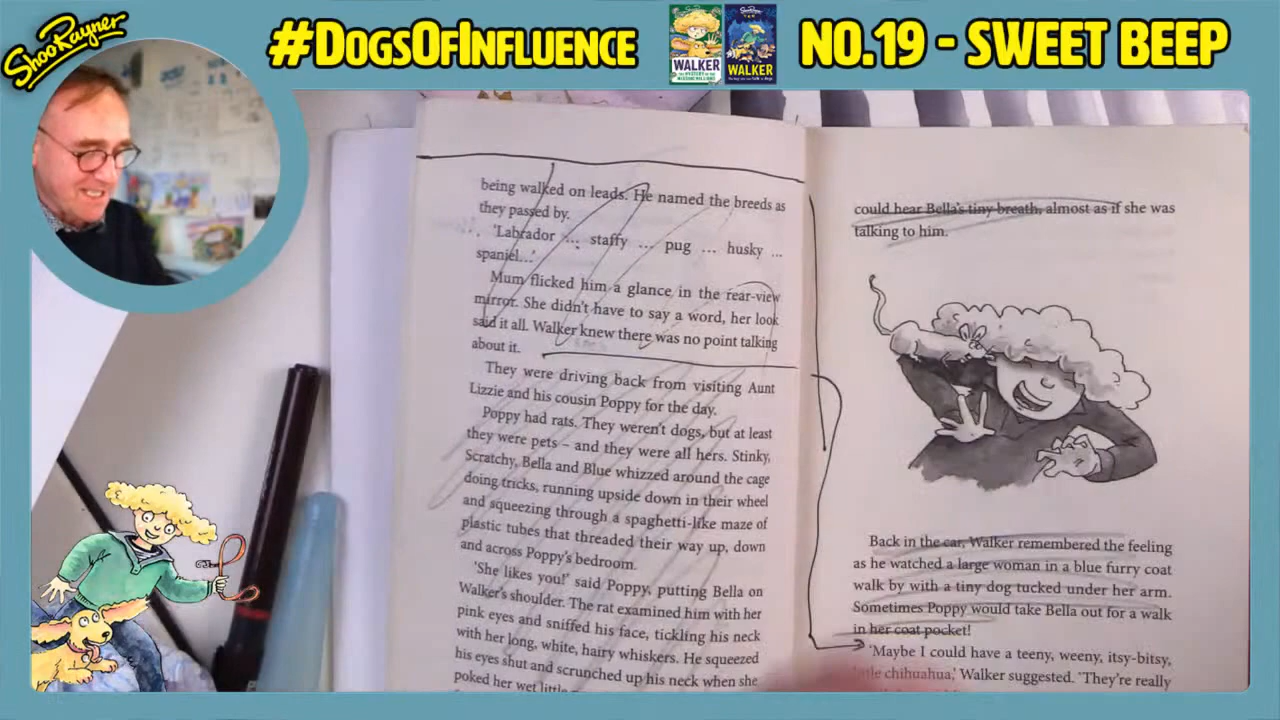 ShooRayner
#DogsOfInfluence
ShooRayner
WALKER
WALKER
No.19 - Sweet Beep
being walked on leads. He named the breeds as
they passed by.
'Labrador ... staffy ... pug ... husky ...
spaniel...'
Mum flicked him a glance in the rear-view
mirror. She didn't have to say a word, her look
said it all. Walker knew there was no point talking
about it.
They were driving back from visiting Aunt
Lizzie and his cousin Poppy for the day.
Poppy had rats. They weren't dogs, but at least
they were pets – and they were all hers. Stinky,
Scratchy, Bella and Blue whizzed around the cage
doing tricks, running upside down in their wheel
and squeezing through a spaghetti-like maze of
plastic tubes that threaded their way up, down
and across Poppy's bedroom.
'She likes you!' said Poppy, putting Bella on
Walker's shoulder. The rat examined him with her
pink eyes and sniffed his face, tickling his neck
with her long, white, hairy whiskers. He squeezed
his eyes shut and scrunched up his neck when she
poked her wet little
could hear Bella's tiny breath, almost as if she was
talking to him.
Back in the car, Walker remembered the feeling
as he watched a large woman in a blue furry coat
walk by with a tiny dog tucked under her arm.
Sometimes Poppy would take Bella out for a walk
in her coat pocket!
'Maybe I could have a teeny, weeny, itsy-bitsy,
little chihuahua,' Walker suggested. 'They're really